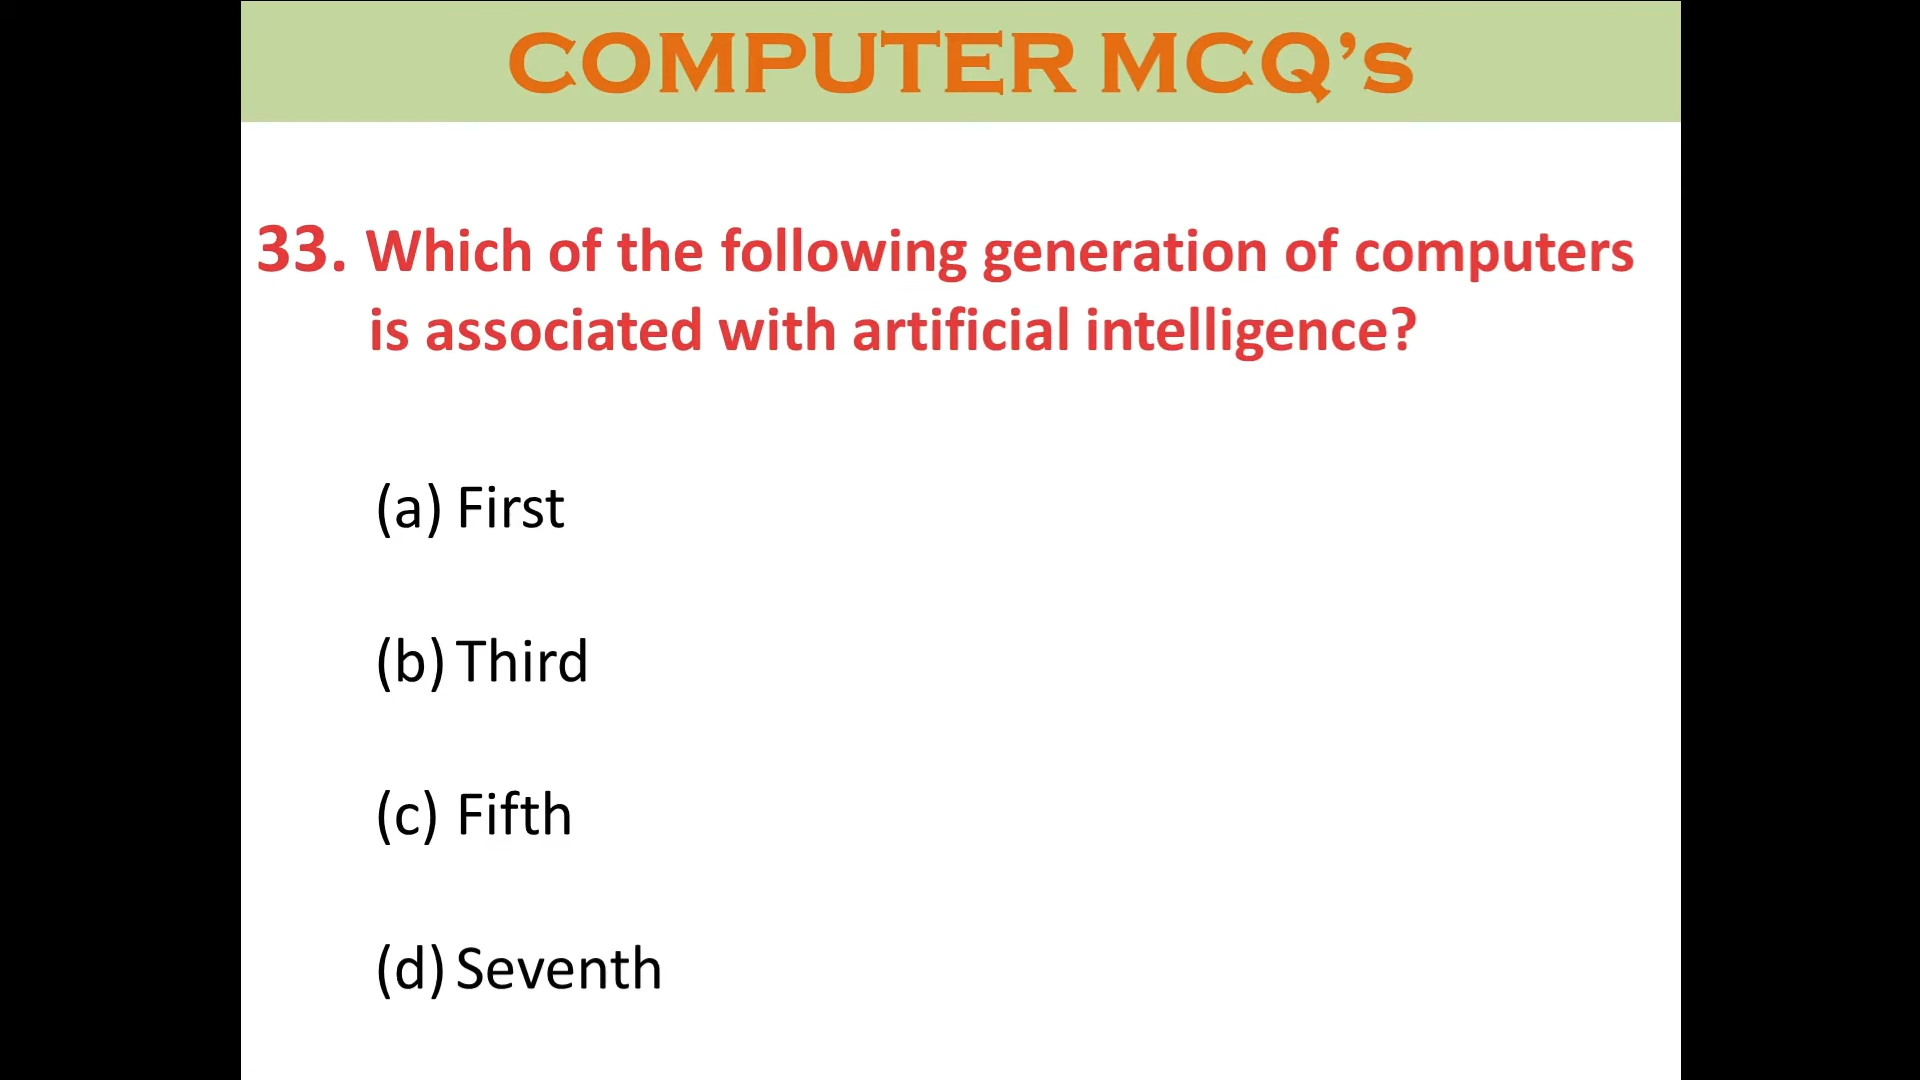 COMPUTER MCQ’s
33. Which of the following generation of computers
is associated with artificial intelligence?
(a) First
(b) Third
(c) Fifth
(d) Seventh